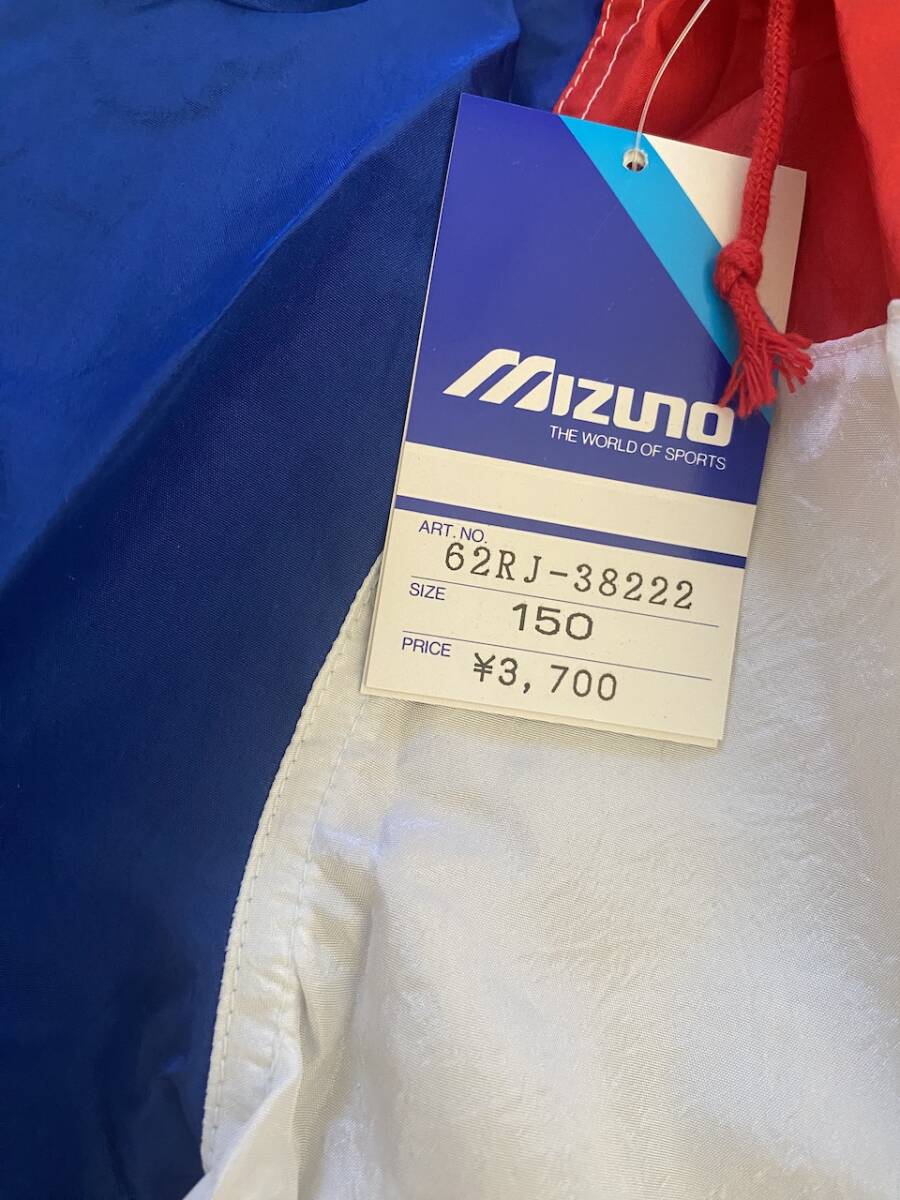 MIZUNO
THE WORLD OF SPORTS
ART. NO.
62RJ-38222
SIZE
150
PRICE
¥3,700